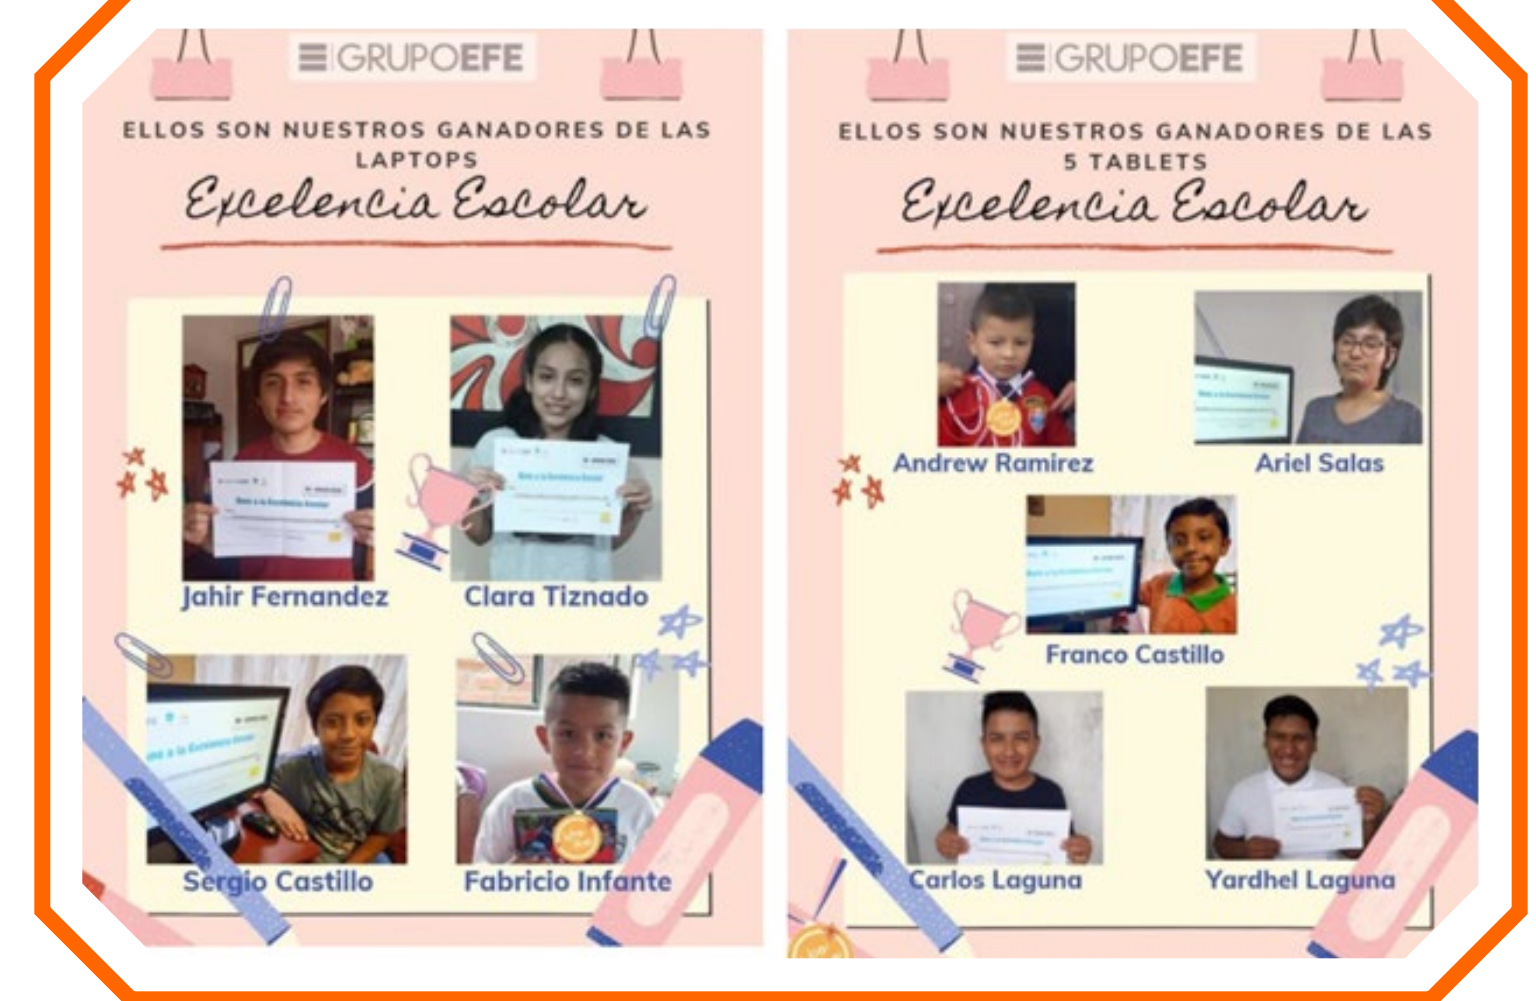 GRUPOEFE
ELLOS SON NUESTROS GANADORES DE LAS
LAPTOPS
Excelencia Escolar
Jahir Fernandez
Clara Tiznado
Sergio Castillo
Fabricio Infante
GRUPOEFE
ELLOS SON NUESTROS GANADORES DE LAS
5 TABLETS
Excelencia Escolar
Andrew Ramirez
Ariel Salas
Franco Castillo
Carlos Laguna
Yardhel Laguna